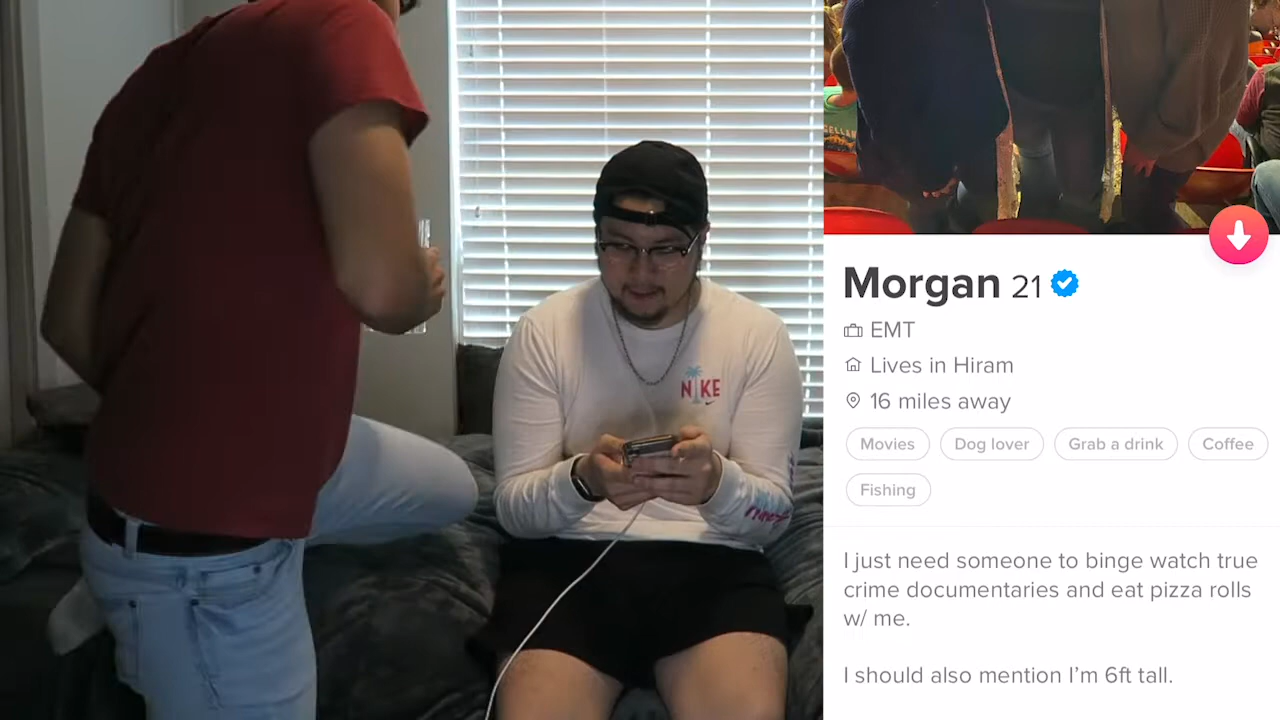 NIKE
Morgan 21
EMT
Lives in Hiram
16 miles away
Movies
Dog lover
Grab a drink
Coffee
Fishing
I just need someone to binge watch true
crime documentaries and eat pizza rolls
w/ me.
I should also mention I'm 6ft tall.